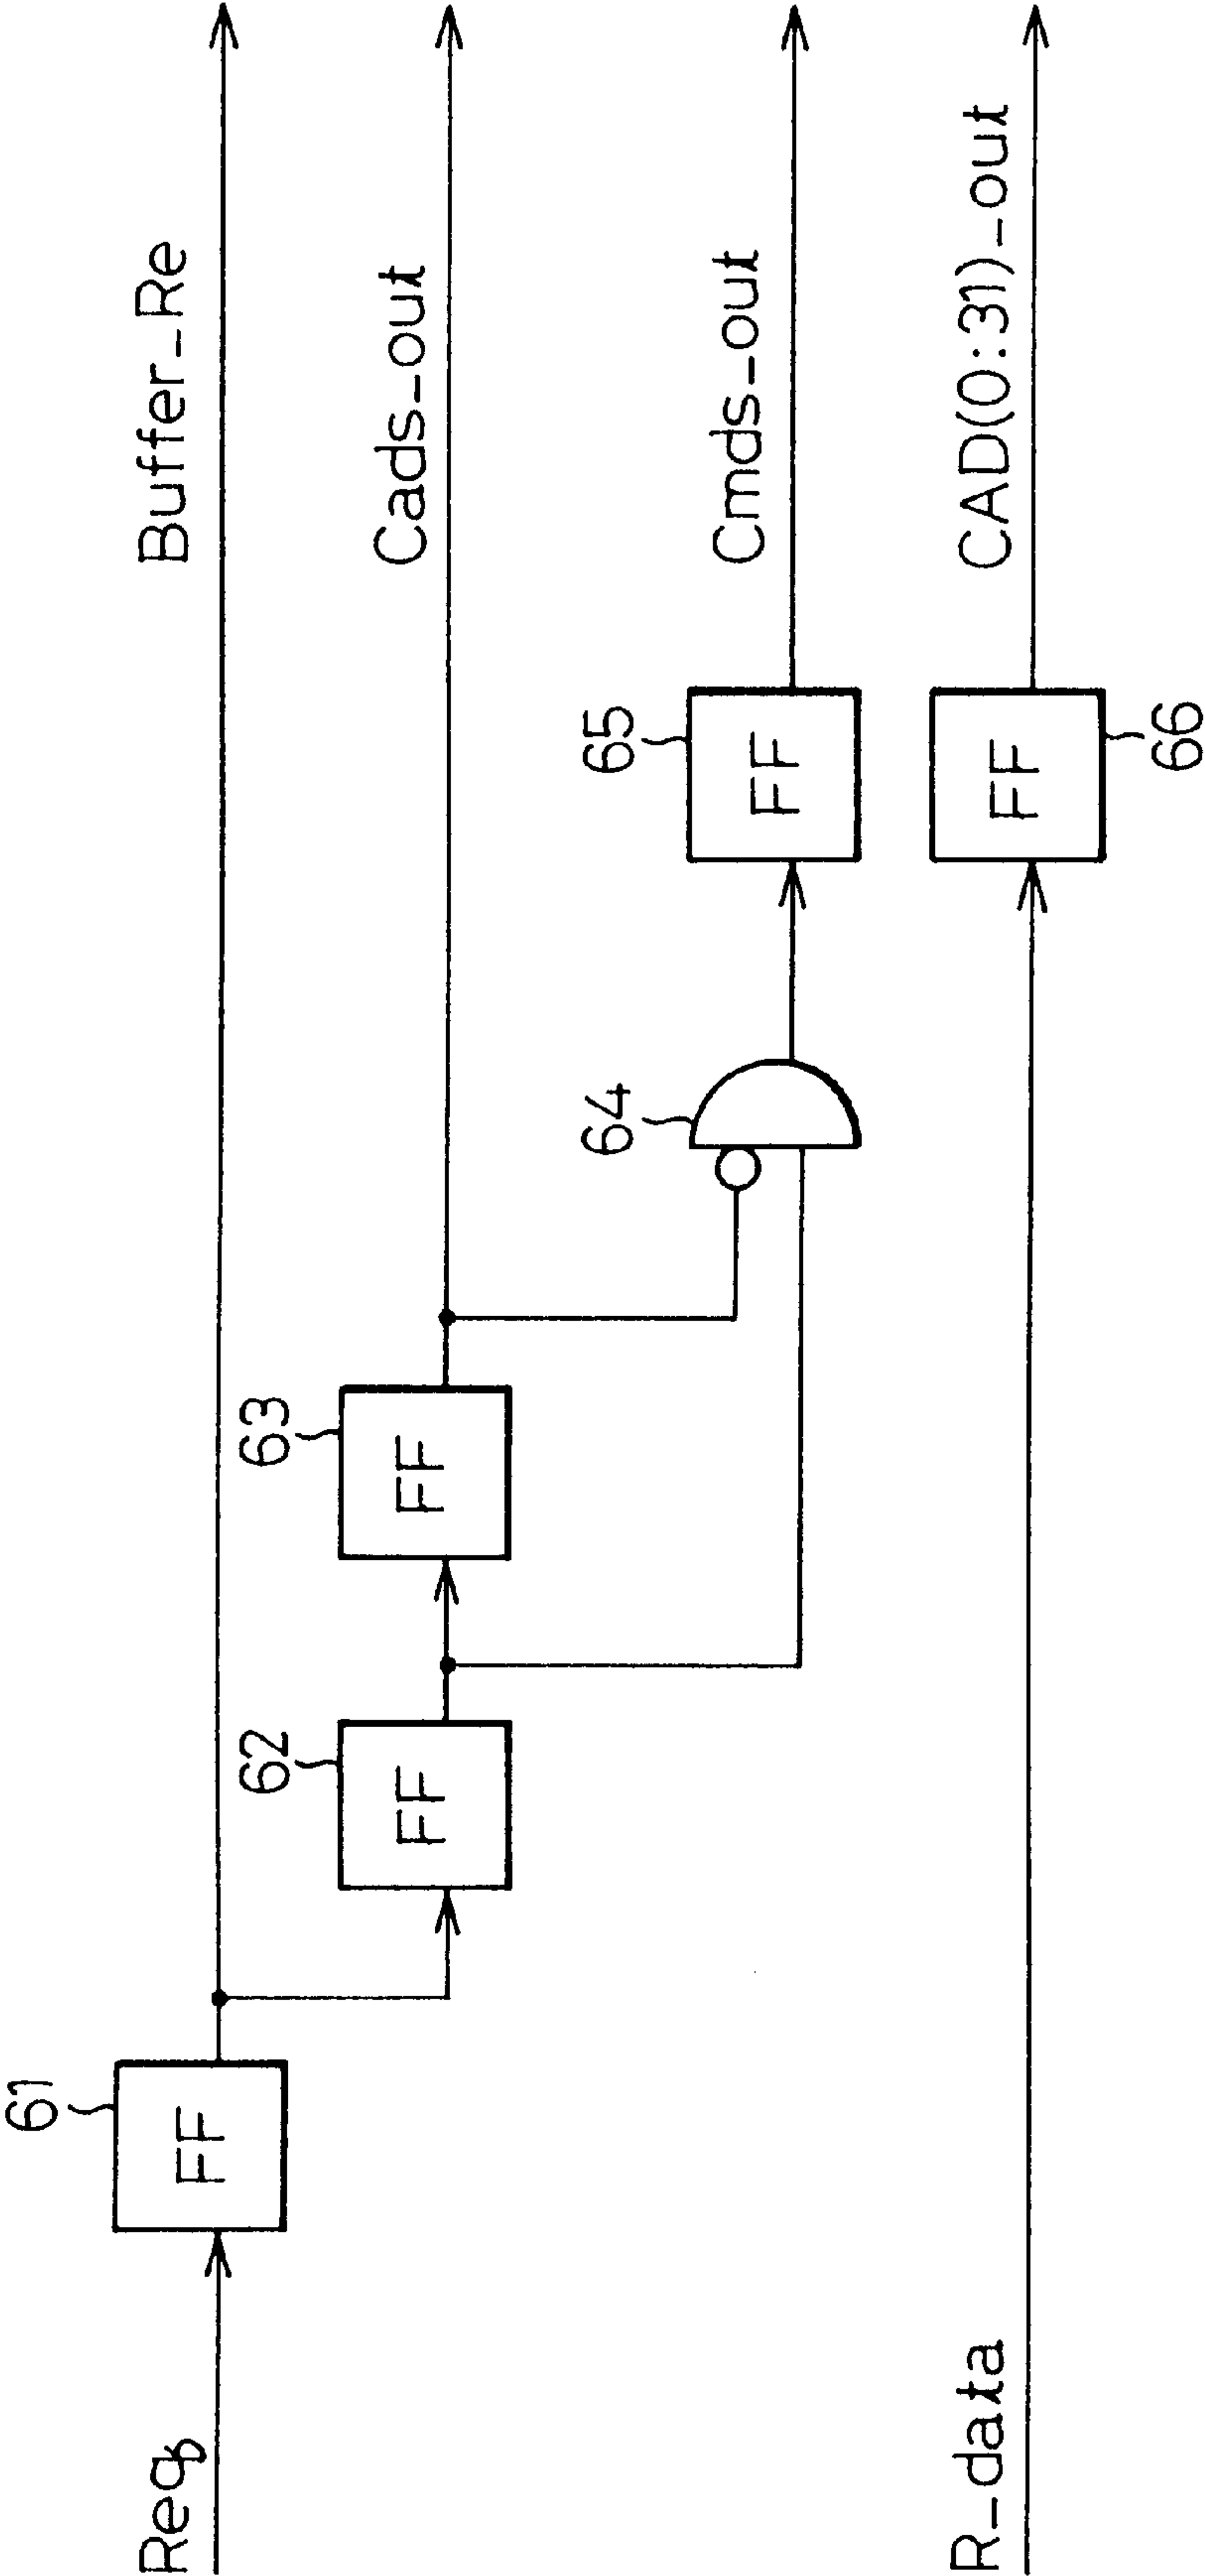 Req
61
FF
Buffer_Re
62
FF
63
FF
Cads_out
64
65
FF
Cmds_out
R_data
66
FF
CAD(0:31)_out